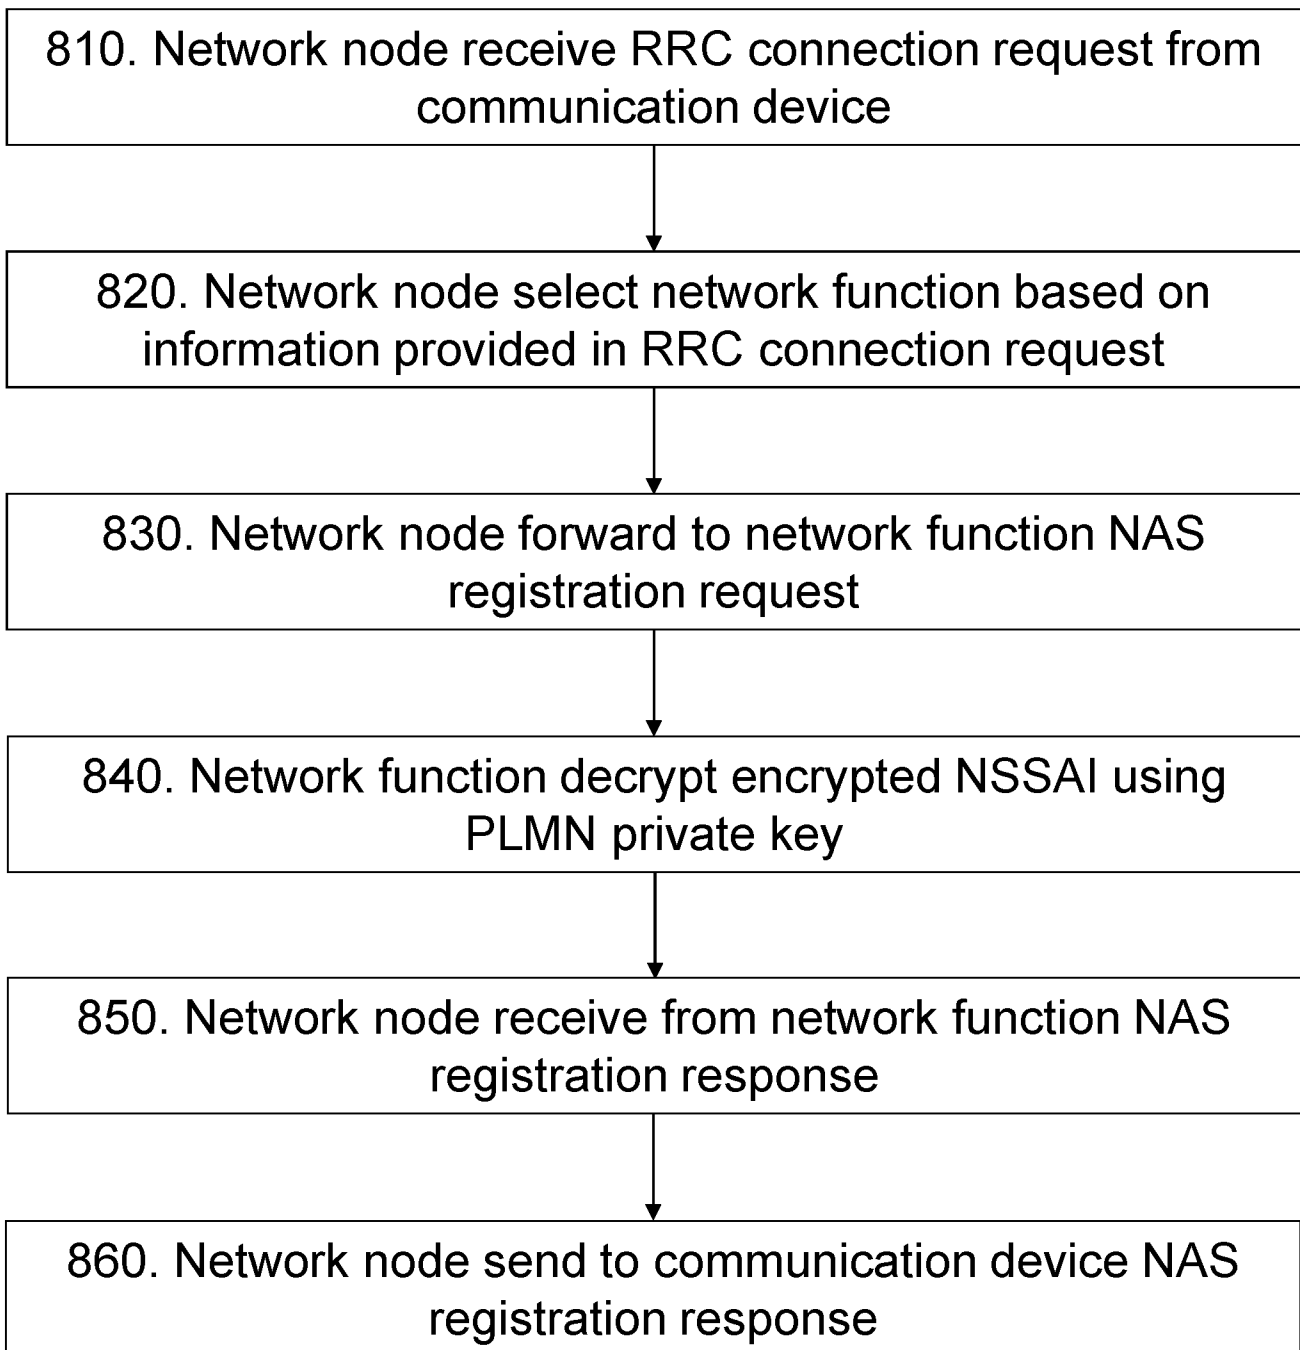 810. Network node receive RRC connection request from
communication device
820. Network node select network function based on
information provided in RRC connection request
830. Network node forward to network function NAS
registration request
840. Network function decrypt encrypted NSSAI using
PLMN private key
850. Network node receive from network function NAS
registration response
860. Network node send to communication device NAS
registration response